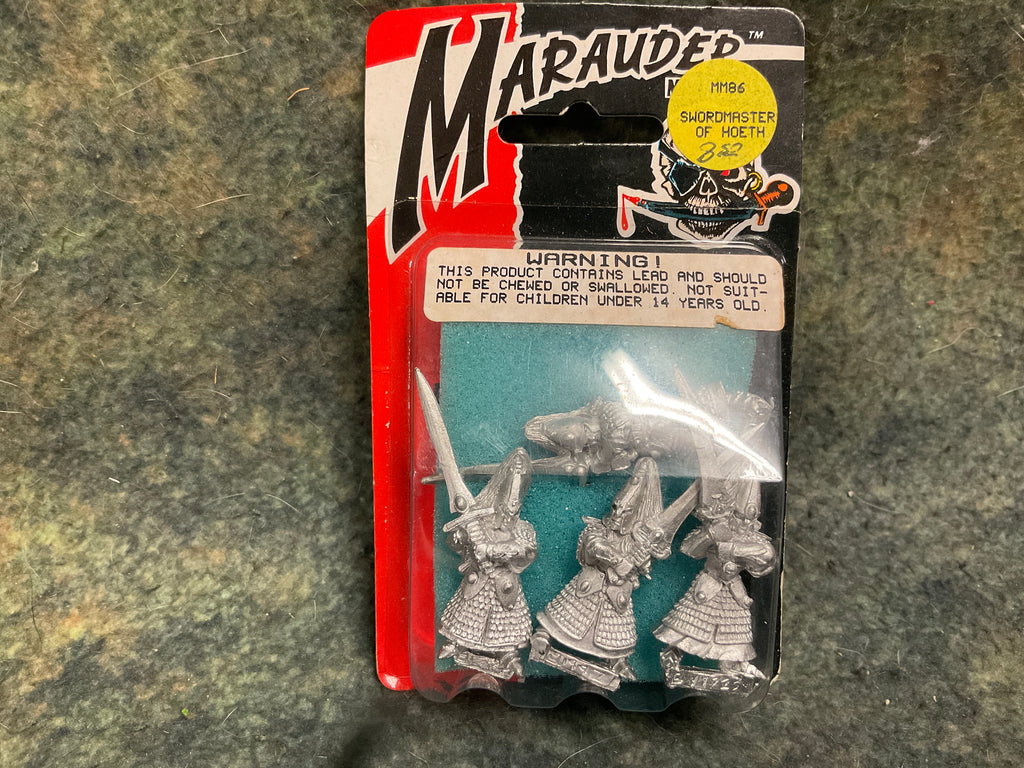 MARAUDER™
MM86
SWORDMASTER
OF HOETH
WARNING!
THIS PRODUCT CONTAINS LEAD AND SHOULD
NOT BE CHEWED OR SWALLOWED. NOT SUIT-
ABLE FOR CHILDREN UNDER 14 YEARS OLD.